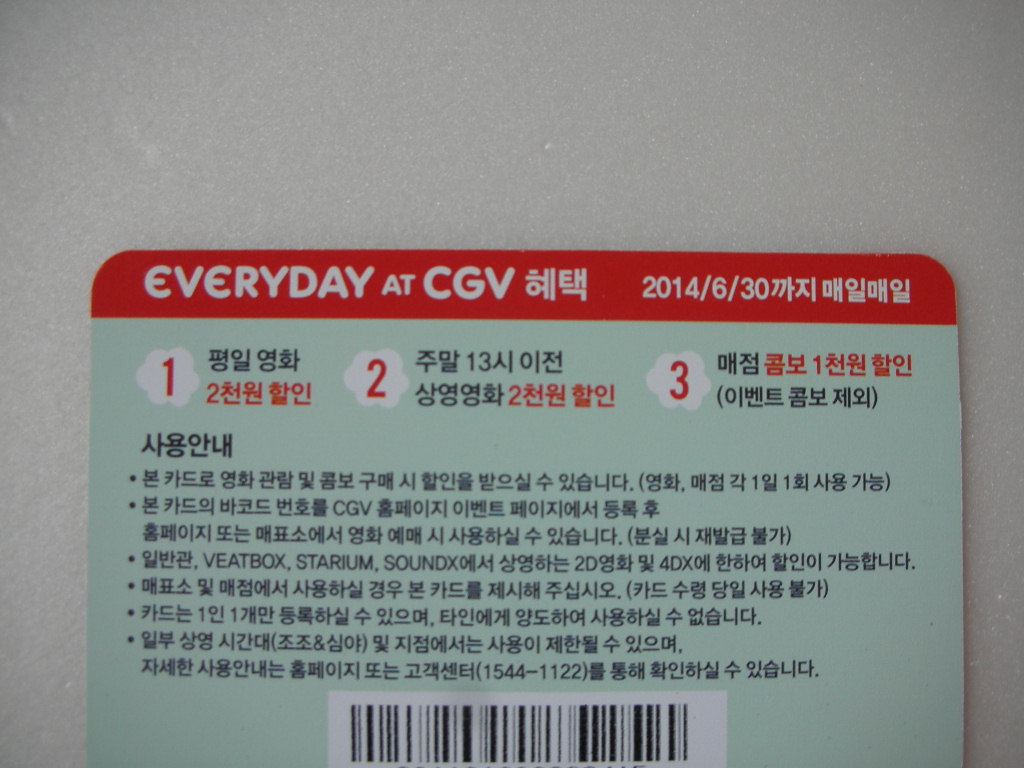 EVERYDAY AT CGV 혜택 2014/6/30까지 매일매일
1 평일 영화
2천원 할인
2 주말 13시 이전
상영영화 2천원 할인
3 매점 콤보 1천원 할인
(이벤트 콤보 제외)
사용안내
• 본 카드로 영화 관람 및 콤보 구매 시 할인을 받으실 수 있습니다. (영화, 매점 각 1일 1회 사용 가능)
• 본 카드의 바코드 번호를 CGV 홈페이지 이벤트 페이지에서 등록 후
홈페이지 또는 매표소에서 영화 예매 시 사용하실 수 있습니다. (분실 시 재발급 불가)
• 일반관, VEATBOX, STARIUM, SOUNDX에서 상영하는 2D영화 및 4DX에 한하여 할인이 가능합니다.
• 매표소 및 매점에서 사용하실 경우 본 카드를 제시해 주십시오. (카드 수령 당일 사용 불가)
• 카드는 1인 1개만 등록하실 수 있으며, 타인에게 양도하여 사용하실 수 없습니다.
• 일부 상영 시간대(조조&심야) 및 지점에서는 사용이 제한될 수 있으며,
자세한 사용안내는 홈페이지 또는 고객센터(1544-1122)를 통해 확인하실 수 있습니다.